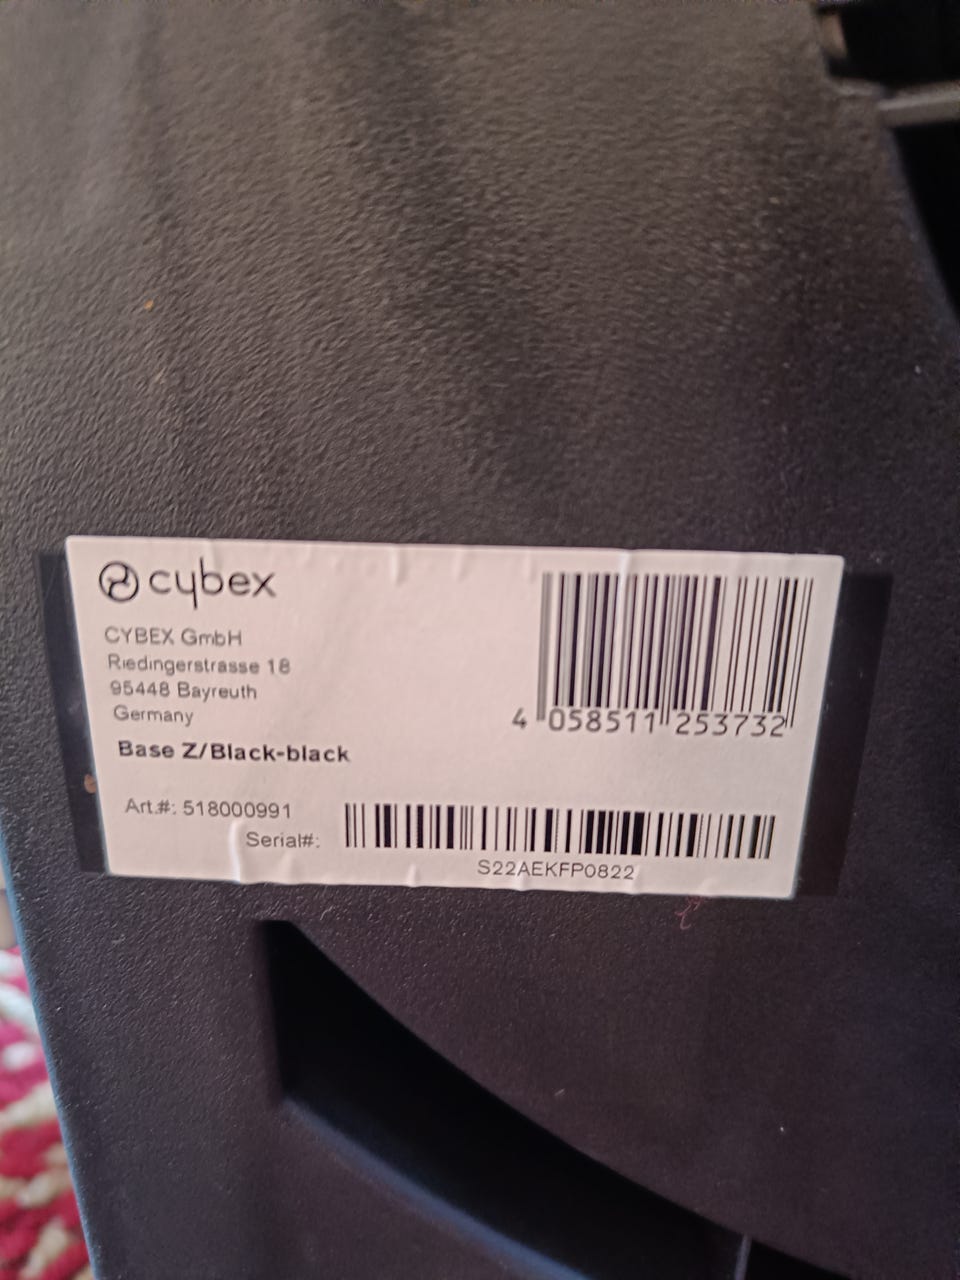 cybex
CYBEX GmbH
Riedingerstrasse 18
95448 Bayreuth
Germany
4 058511 253732
Base Z/Black-black
Art.#: 518000991
Serial#:
S22AEKFP0822